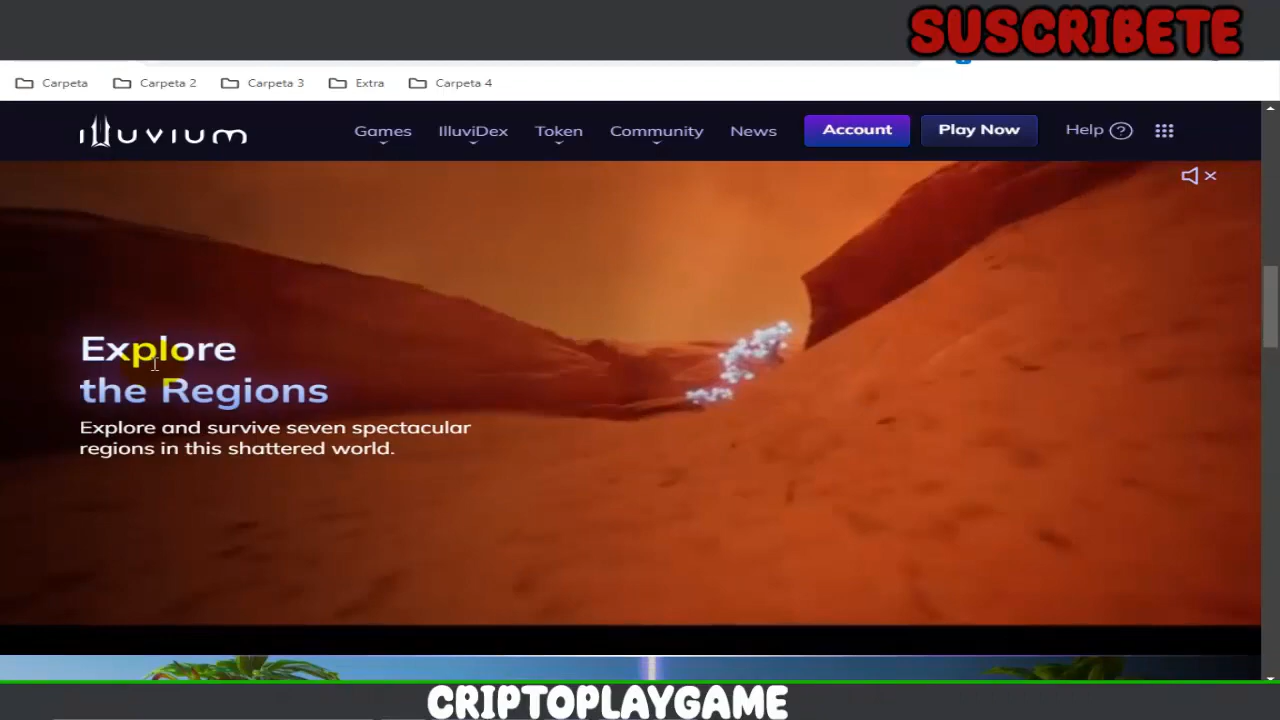 SUSCRIBETE
Carpeta Carpeta 2 Carpeta 3 Extra Carpeta 4
illuvium Games IlluviDex Token Community News Account Play Now Help ?
Explore
the Regions
Explore and survive seven spectacular
regions in this shattered world.
CRIPTOPLAYGAME